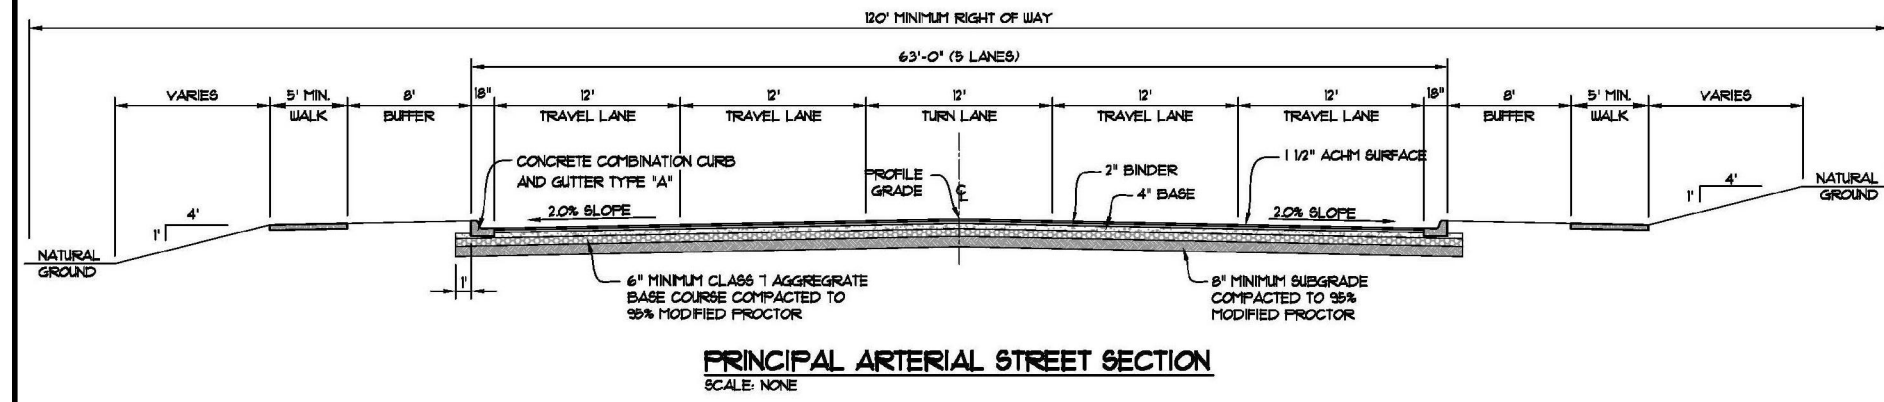 120' MINIMUM RIGHT OF WAY
63'-0" (5 LANES)
VARIES 5' MIN. 8' 18" 12' 12' 12' 12' 12' 18" 8' 5' MIN. VARIES
WALK BUFFER TRAVEL LANE TRAVEL LANE TURN LANE TRAVEL LANE TRAVEL LANE BUFFER WALK
CONCRETE COMBINATION CURB
AND GUTTER TYPE "A"
PROFILE
GRADE
℄
2" BINDER
4" BASE
1 1/2" ACHM SURFACE
4'
1'
2.0% SLOPE
2.0% SLOPE
4'
1'
NATURAL
GROUND
NATURAL
GROUND
1'
6" MINIMUM CLASS 7 AGGREGRATE
BASE COURSE COMPACTED TO
95% MODIFIED PROCTOR
8" MINIMUM SUBGRADE
COMPACTED TO 95%
MODIFIED PROCTOR
PRINCIPAL ARTERIAL STREET SECTION
SCALE: NONE